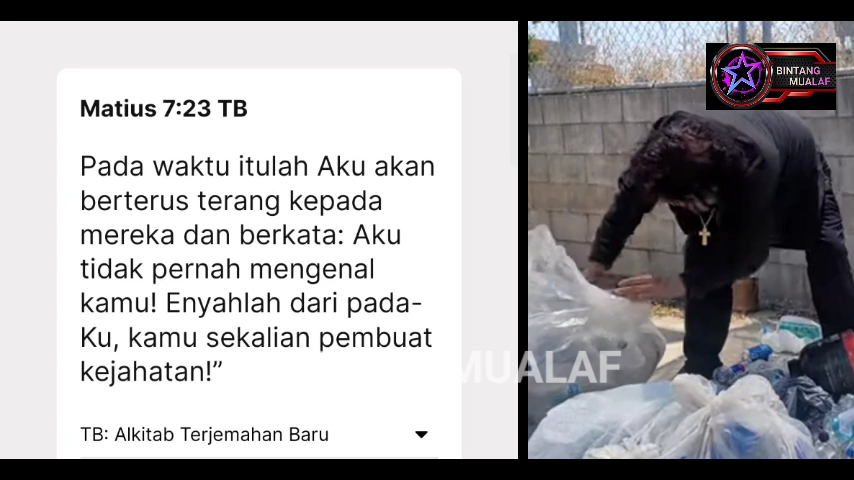 Matius 7:23 TB
Pada waktu itulah Aku akan
berterus terang kepada
mereka dan berkata: Aku
tidak pernah mengenal
kamu! Enyahlah dari pada-
Ku, kamu sekalian pembuat
kejahatan!”
TB: Alkitab Terjemahan Baru
BINTANG
MUALAF
MUALAF